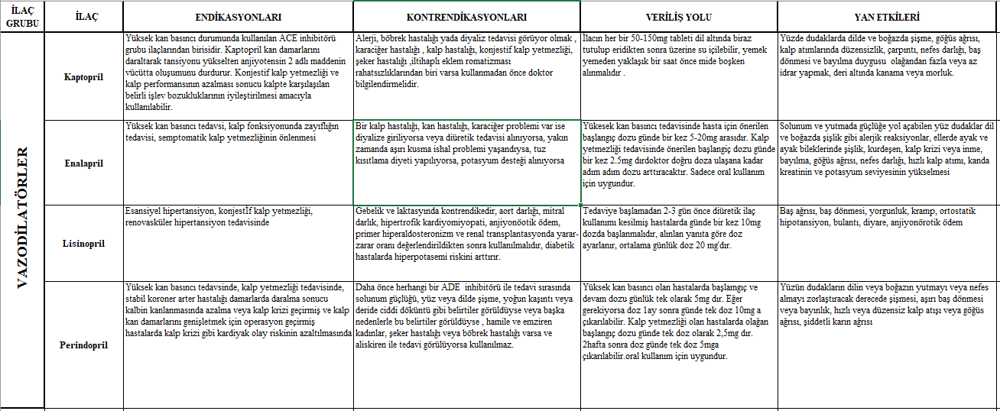 İLAÇ
GRUBU
İLAÇ
ENDİKASYONLARI
KONTRENDİKASYONLARI
VERİLİŞ YOLU
YAN ETKİLERİ
VAZODİLATÖRLER
Kaptopril
Yüksek kan basıncı durumunda kullanılan ACE inhibitörü
grubu ilaçlarından birisidir. Kaptopril kan damarlarını
daraltarak tansiyonu yükselten anjiyotensin 2 adlı maddenin
vücütta oluşumunu durdurur. Konjestif kalp yetmezliği ve
kalp performansının azalması sonucu kalpte karşılaşılan
belirli işlev bozukluklarının iyileştirilmesi amacıyla
kullanılabilir.
Alerji, böbrek hastalığı yada diyaliz tedavisi görüyor olmak ,
karaciğer hastalığı , kalp hastalığı, konjestif kalp yetmezliği,
şeker hastalığı ,iltihaplı eklem romatizması
rahatsızlıklarından biri varsa kullanmadan önce doktor
bilgilendirmelidir.
İlacın her bir 50-150mg tableti dil altında biraz
tutulup eridikten sonra üzerine su içilebilir, yemek
yemeden yaklaşık bir saat önce mide boşken
alınmalıdır .
Yüzde dudaklarda dilde ve boğazda şişme, göğüs ağrısı,
kalp atımlarında düzensizlik, çarpıntı, nefes darlığı, baş
dönmesi ve bayılma duygusu olağandan fazla veya az
idrar yapmak, deri altında kanama veya morluk.
Enalapril
Yüksek kan basıncı tedavsi, kalp fonksiyonunda zayıflığın
tedavisi, semptomatik kalp yetmezliğinin önlenmesi
Bir kalp hastalığı, kan hastalığı, karaciğer problemi var ise
diyalize giriliyorsa veya diüretik tedavisi alınıyorsa, yakın
zamanda aşırı kusma ishal problemi yaşandıysa, tuz
kısıtlama diyeti yapılıyorsa, potasyum desteği alınıyorsa
Yükesek kan basıncı tedavisinde hasta için önerilen
başlangıç dozu günde bir kez 5-20mg arasıdır. Kalp
yetmezliği tedavisinde önerilen başlangıç dozu günde
bir kez 2.5mg dırdoktor doğru doza ulaşana kadar
adım adım dozu arttıracaktır. Sadece oral kullanım
için uygundur.
Solunum ve yutmada güçlüğe yol açabilen yüz dudaklar dil
ve boğazda şişlik gibi alerjik reaksiyonlar, ellerde ayak ve
ayak bileklerinde şişlik, kurdeşen, kalp krizi veya inme,
bayılma, göğüs ağrısı, nefes darlığı, hızlı kalp atımı, kanda
kreatinin ve potasyum seviyesinin yükselmesi
Lisinopril
Esansiyel hipertansiyon, konjestİf kalp yetmezliği,
renovasküler hipertansiyon tedavisinde
Gebelik ve laktasyında kontrendikedir, aort darlığı, mitral
darlık, hipertrofik kardiyomiyopati, anjiyonöotik ödem,
primer hiperaldosteronizm ve renal transplantasyonda yarar-
zarar oranı değerlendirildikten sonra kullanılmalıdır, diabetik
hastalarda hiperpotasemi riskini arttırır.
Tedaviye başlamadan 2-3 gün önce diüretik ilaç
kullanımı kesilmiş hastalarda günde bir kez 10mg
dozda başlanmalıdır, alınlan yanıta göre doz
ayarlanır, ortalama günlük doz 20 mg'dır.
Baş ağrısı, baş dönmesi, yorgunluk, kramp, ortostatik
hipotansiyon, bulantı, diyare, anjiyonörotik ödem
Perindopril
Yüksek kan basıncı tedavsinde, kalp yetmezliği tedavisinde,
stabil koroner arter hastalığı damarlarda daralma sonucu
kalbin kanlanmasında azalma veya kalp krizi geçirmiş ve kalp
kan damarlarını genişletmek için operasyon geçirmiş
hastalarda kalp krizi gibi kardiyak olay riskinin azaltılmasında
Daha önce herhangi bir ADE inhibitörü ile tedavi sırasında
solunum güçlüğü, yüz veya dilde şişme, yoğun kaşıntı veya
deride ciddi döküntü gibi belirtiler görüldüyse veya başka
nedenlerle bu belirtiler görüldüyse , hamile ve emziren
kadınlar, şeker hastalığı veya böbrek hastalığı varsa ve
aliskiren ile tedavi görülüyorsa kullanılmaz.
Yüksek kan basıncı olan hastalarda başlamgıç ve
devam dozu günlük tek olarak 5mg dır. Eğer
gerekiyorsa doz 1ay sonra günde tek doz 10mg a
çıkarılabilir. Kalp yetmezliği olan hastalarda olağan
başlangıç dozu günde tek doz olarak 2,5mg dır.
2hafta sonra doz günde tek doz 5mga
çıkarılabilir.oral kullanım için uygundur.
Yüzün dudakların dilin veya boğazın yutmayı veya nefes
almayı zorlaştıracak derecede şişmesi, aşırı baş dönmesi
veya bayınlık, hızlı veya düzensiz kalp atışı veya göğüs
ağrısı, şiddetli karın ağrısı